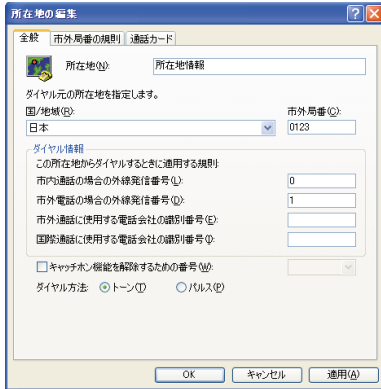 所在地の編集
全般 市外局番の規則 通話カード
所在地(N): 所在地情報
ダイヤル元の所在地を指定します。
国/地域(R): 市外局番(C):
日本 0123
ダイヤル情報
この所在地からダイヤルするときに適用する規則:
市内通話の場合の外線発信番号(L): 0
市外電話の場合の外線発信番号(D): 1
市外通話に使用する電話会社の識別番号(E):
国際通話に使用する電話会社の識別番号(I):
キャッチホン機能を解除するための番号(W):
ダイヤル方法: トーン(T) パルス(P)
OK キャンセル 適用(A)